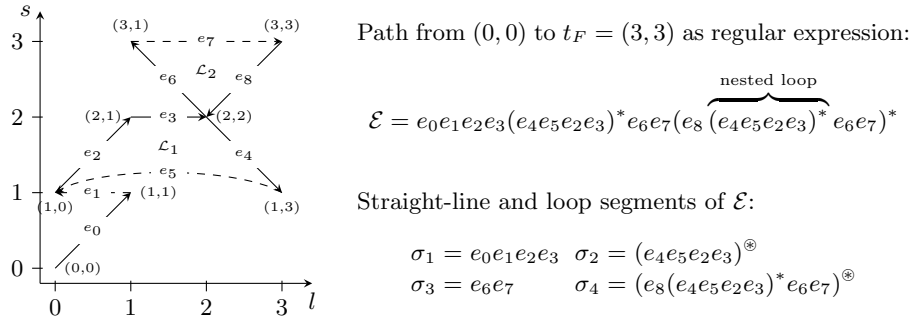 s
3
2
1
0
(3,1)
e₇
(3,3)
e₆
ℒ₂
e₈
(2,1)
e₃
(2,2)
e₂
ℒ₁
e₄
e₅
e₁
(1,1)
(1,0)
(1,3)
e₀
(0,0)
0 1 2 3
l
Path from (0, 0) to t_F = (3, 3) as regular expression:
nested loop
ℰ = e₀e₁e₂e₃(e₄e₅e₂e₃)*e₆e₇(e₈ (e₄e₅e₂e₃)* e₆e₇)*
Straight-line and loop segments of ℰ:
σ₁ = e₀e₁e₂e₃ σ₂ = (e₄e₅e₂e₃)^⊛
σ₃ = e₆e₇ σ₄ = (e₈(e₄e₅e₂e₃)*e₆e₇)^⊛